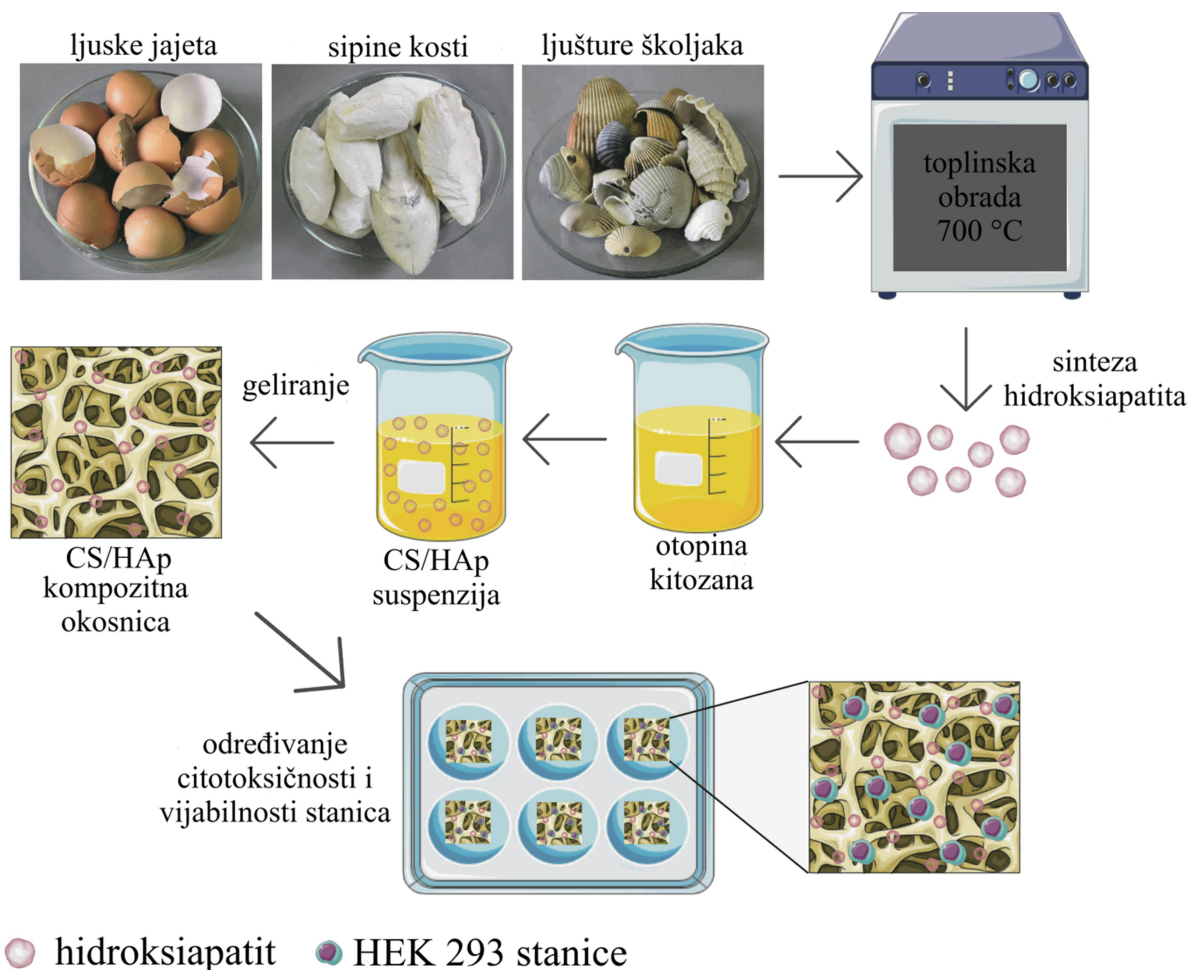 ljuske jajeta
sipine kosti
ljušture školjaka
toplinska
obrada
700 °C
sinteza
hidroksiapatita
otopina
kitozana
CS/HAp
suspenzija
geliranje
CS/HAp
kompozitna
okosnica
određivanje
citotoksičnosti i
vijabilnosti stanica
hidroksiapatit
HEK 293 stanice